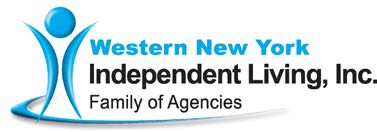 Western New York
Independent Living, Inc.
Family of Agencies